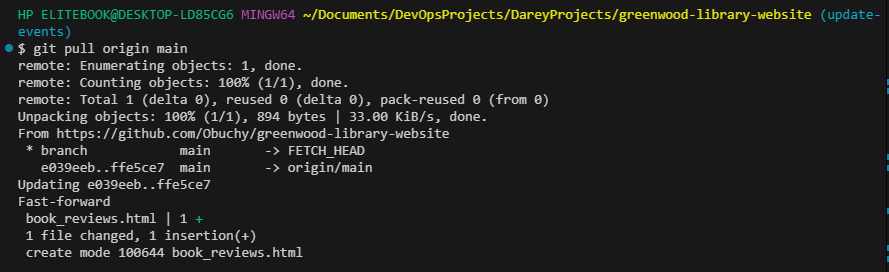 HP ELITEBOOK@DESKTOP-LD85CG6 MINGW64 ~/Documents/DevOpsProjects/DareyProjects/greenwood-library-website (update-
events)
$ git pull origin main
remote: Enumerating objects: 1, done.
remote: Counting objects: 100% (1/1), done.
remote: Total 1 (delta 0), reused 0 (delta 0), pack-reused 0 (from 0)
Unpacking objects: 100% (1/1), 894 bytes | 33.00 KiB/s, done.
From https://github.com/Obuchy/greenwood-library-website
 * branch            main       -> FETCH_HEAD
   e039eeb..ffe5ce7  main       -> origin/main
Updating e039eeb..ffe5ce7
Fast-forward
 book_reviews.html | 1 +
 1 file changed, 1 insertion(+)
 create mode 100644 book_reviews.html